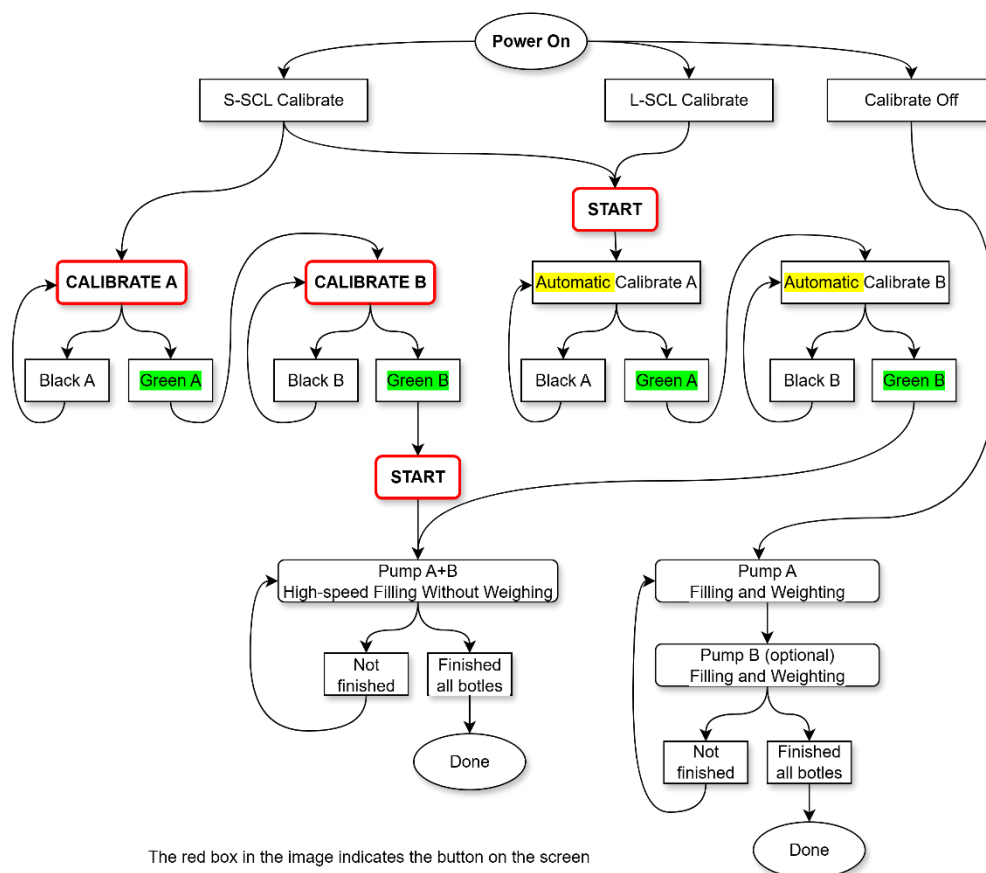 Power On
S-SCL Calibrate
L-SCL Calibrate
Calibrate Off
START
CALIBRATE A
CALIBRATE B
Automatic Calibrate A
Automatic Calibrate B
Black A
Green A
Black B
Green B
Black A
Green A
Black B
Green B
START
Pump A+B
High-speed Filling Without Weighing
Pump A
Filling and Weighting
Not
finished
Finished
all botles
Pump B (optional)
Filling and Weighting
Done
Not
finished
Finished
all botles
Done
The red box in the image indicates the button on the screen